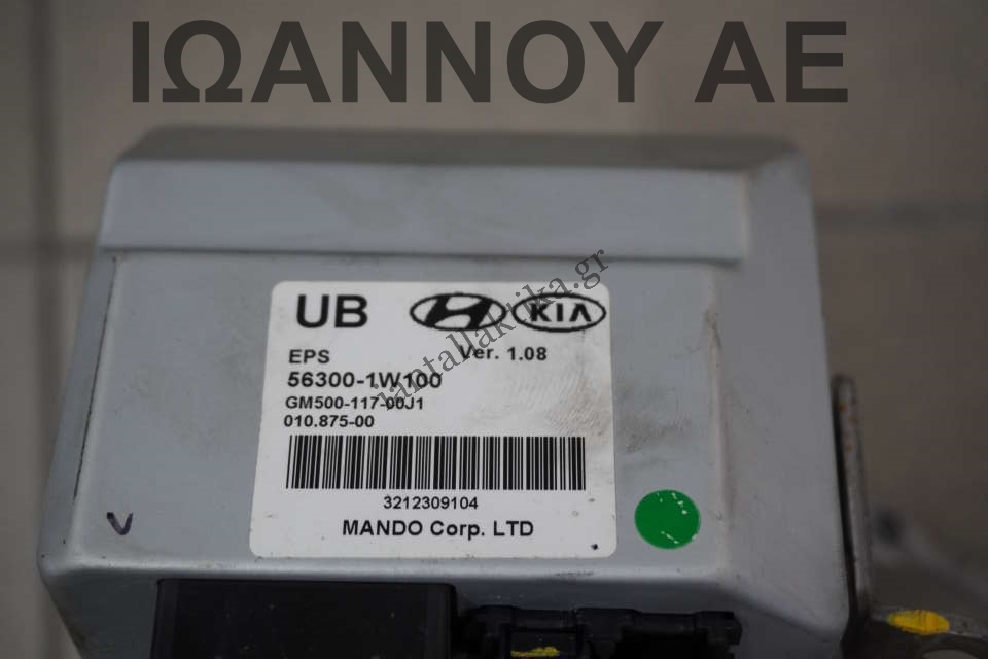 ΙΩΑΝΝΟΥ ΑΕ
UB KIA
EPS Ver. 1.08
56300-1W100
GM500-117-00J1
010.875-00
3212309104
MANDO Corp. LTD
iantallaktika.gr
V